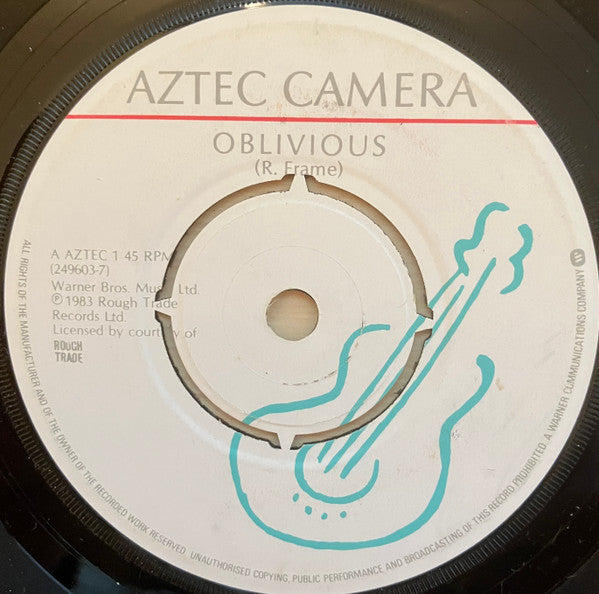 AZTEC CAMERA
OBLIVIOUS
(R. Frame)
A AZTEC 1 45 RPM
(249603-7)
Warner Bros. Music Ltd.
℗ 1983 Rough Trade
Records Ltd.
Licensed by courtesy of
ROUGH
TRADE
ALL RIGHTS OF THE MANUFACTURER AND OF THE OWNER OF THE RECORDED WORK RESERVED. UNAUTHORISED COPYING, PUBLIC PERFORMANCE AND BROADCASTING OF THIS RECORD PROHIBITED. A WARNER COMMUNICATIONS COMPANY